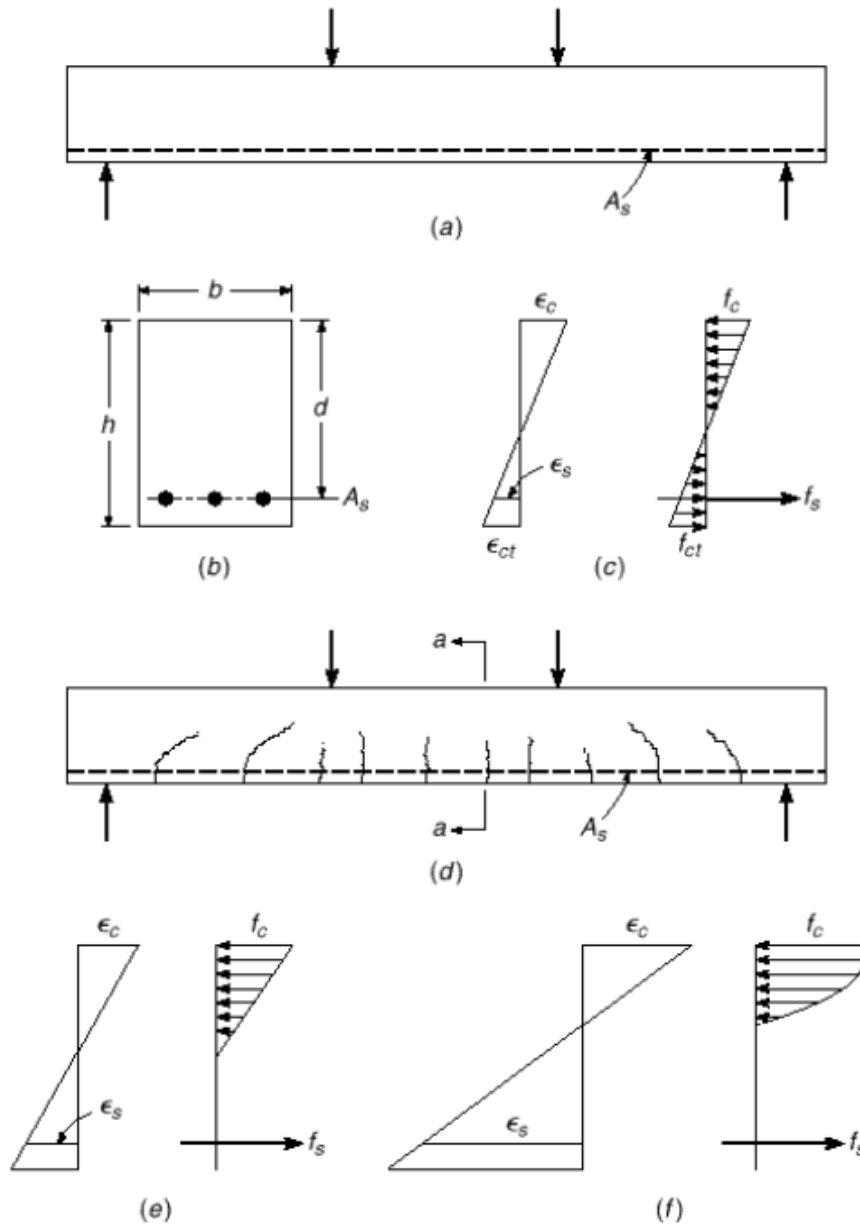 A_s
(a)
b
h
d
A_s
(b)
ϵ_c
ϵ_s
ϵ_ct
f_c
f_s
f_ct
(c)
a
a
A_s
(d)
ϵ_c
f_c
ϵ_s
f_s
(e)
ϵ_c
f_c
ϵ_s
f_s
(f)